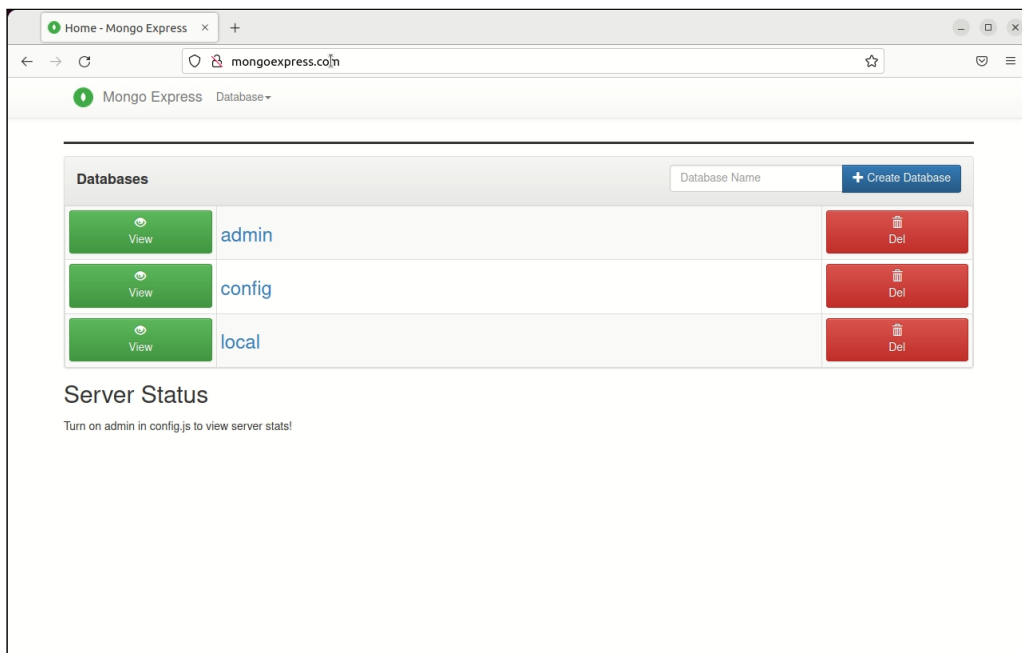 Home - Mongo Express
mongoexpress.com
Mongo Express Database
Databases
Database Name
Create Database
View
admin
Del
View
config
Del
View
local
Del
Server Status
Turn on admin in config.js to view server stats!